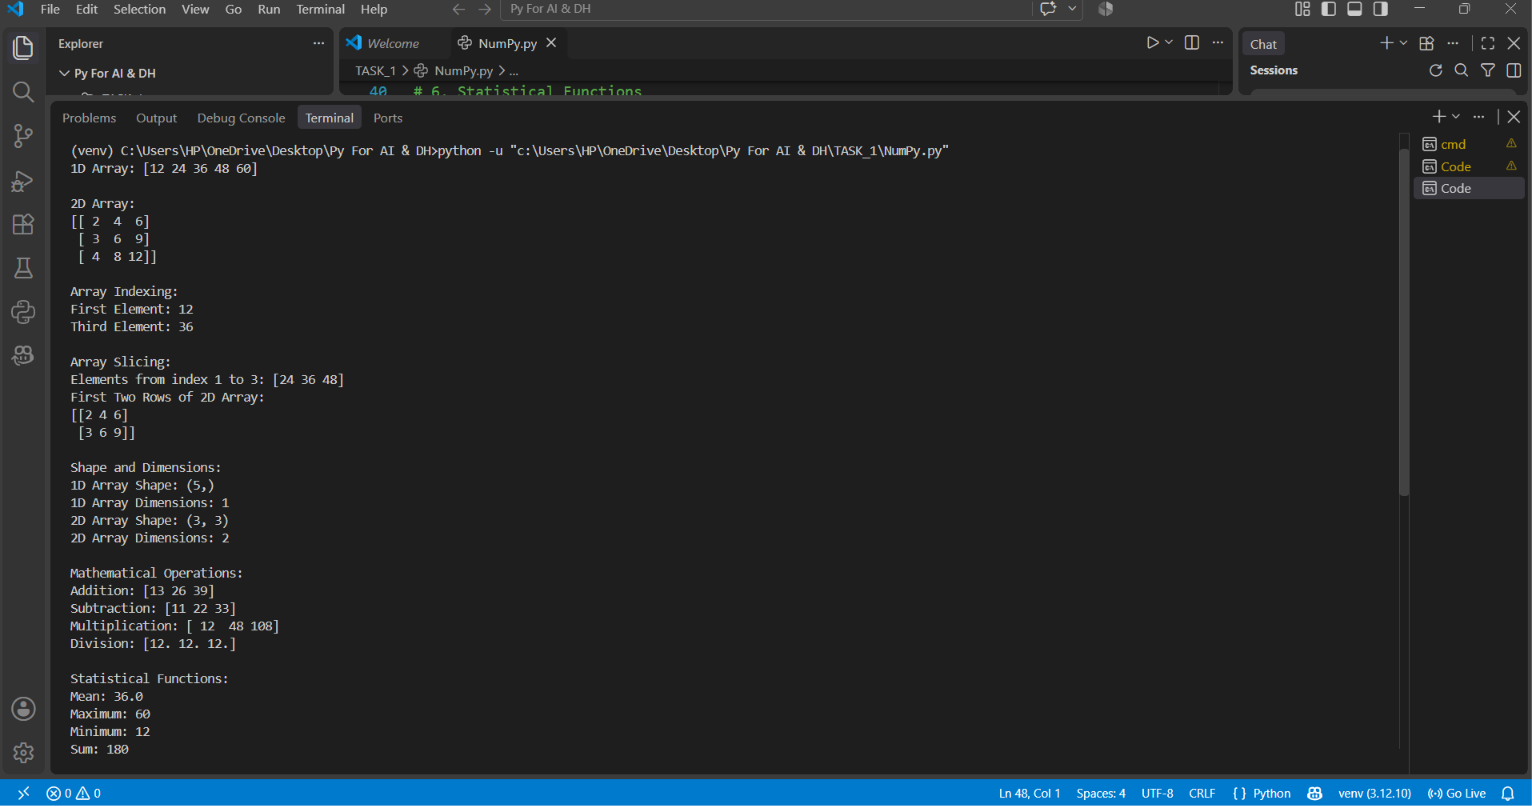 File Edit Selection View Go Run Terminal Help
Py For AI & DH
Explorer
Py For AI & DH
Welcome
NumPy.py
TASK_1 > NumPy.py > ...
40 # 6. Statistical Functions
Chat
Sessions
Problems Output Debug Console Terminal Ports
(venv) C:\Users\HP\OneDrive\Desktop\Py For AI & DH>python -u "c:\Users\HP\OneDrive\Desktop\Py For AI & DH\TASK_1\NumPy.py"
1D Array: [12 24 36 48 60]
2D Array:
[[ 2  4  6]
 [ 3  6  9]
 [ 4  8 12]]
Array Indexing:
First Element: 12
Third Element: 36
Array Slicing:
Elements from index 1 to 3: [24 36 48]
First Two Rows of 2D Array:
[[2 4 6]
 [3 6 9]]
Shape and Dimensions:
1D Array Shape: (5,)
1D Array Dimensions: 1
2D Array Shape: (3, 3)
2D Array Dimensions: 2
Mathematical Operations:
Addition: [13 26 39]
Subtraction: [11 22 33]
Multiplication: [ 12  48 108]
Division: [12. 12. 12.]
Statistical Functions:
Mean: 36.0
Maximum: 60
Minimum: 12
Sum: 180
cmd
Code
Code
0 0
Ln 48, Col 1 Spaces: 4 UTF-8 CRLF { } Python venv (3.12.10) Go Live